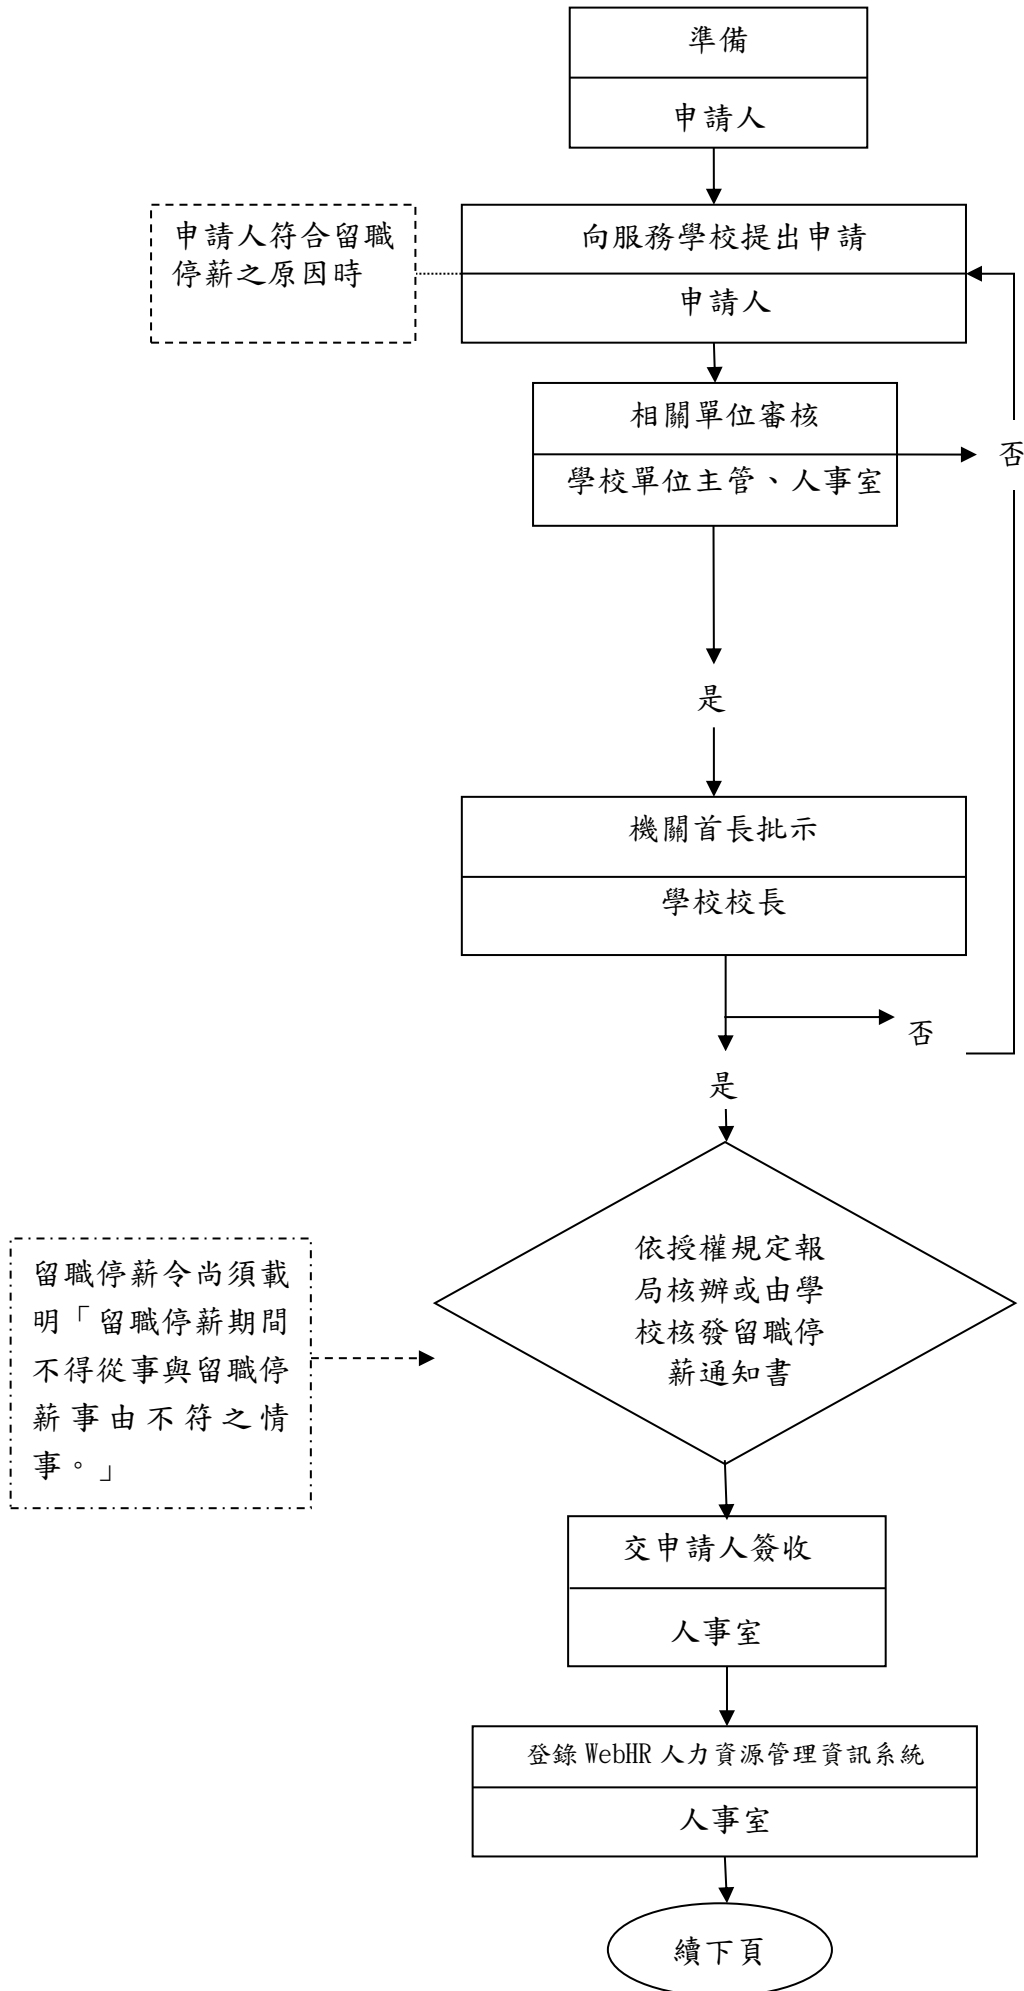 準備
申請人
申請人符合留職
停薪之原因時
向服務學校提出申請
申請人
相關單位審核
學校單位主管、人事室
否
是
機關首長批示
學校校長
否
是
依授權規定報
局核辦或由學
校核發留職停
薪通知書
留職停薪令尚須載
明「留職停薪期間
不得從事與留職停
薪事由不符之情
事。」
交申請人簽收
人事室
登錄 WebHR 人力資源管理資訊系統
人事室
續下頁